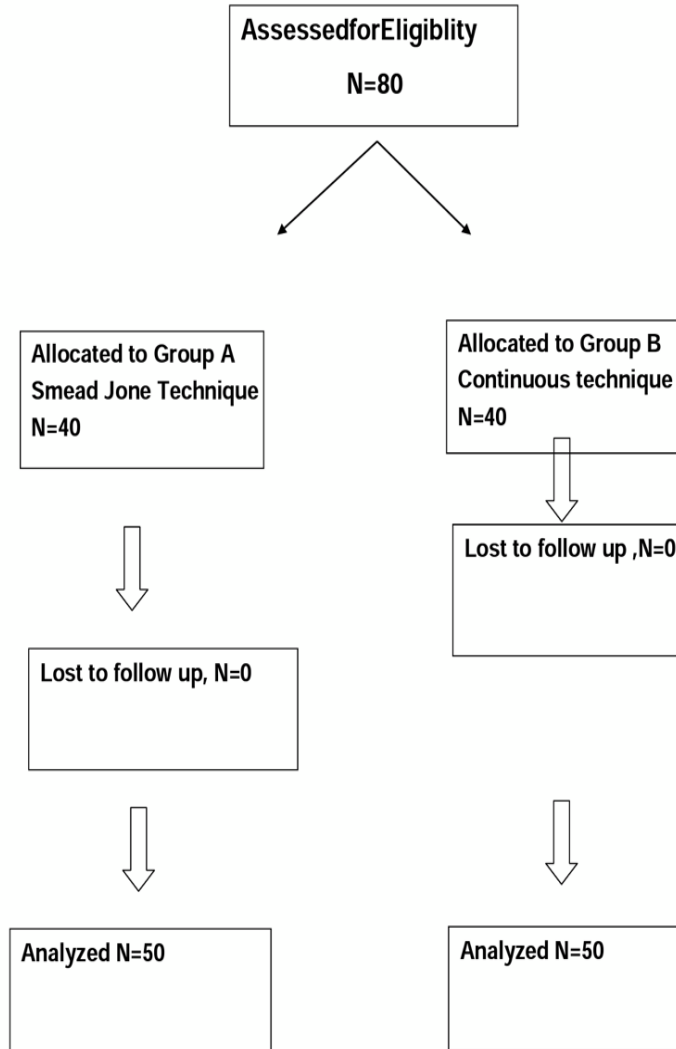 AssessedforEligiblity
N=80
Allocated to Group A
Smead Jone Technique
N=40
Allocated to Group B
Continuous technique
N=40
Lost to follow up ,N=0
Lost to follow up, N=0
Analyzed N=50
Analyzed N=50